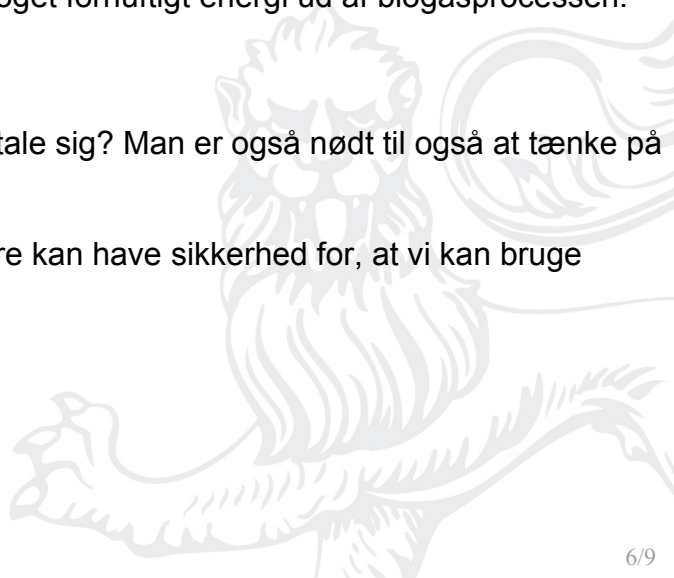 fornuftigt energi ud af biogasprocessen.
tale sig? Man er også nødt til også at tænke på
re kan have sikkerhed for, at vi kan bruge
6/9